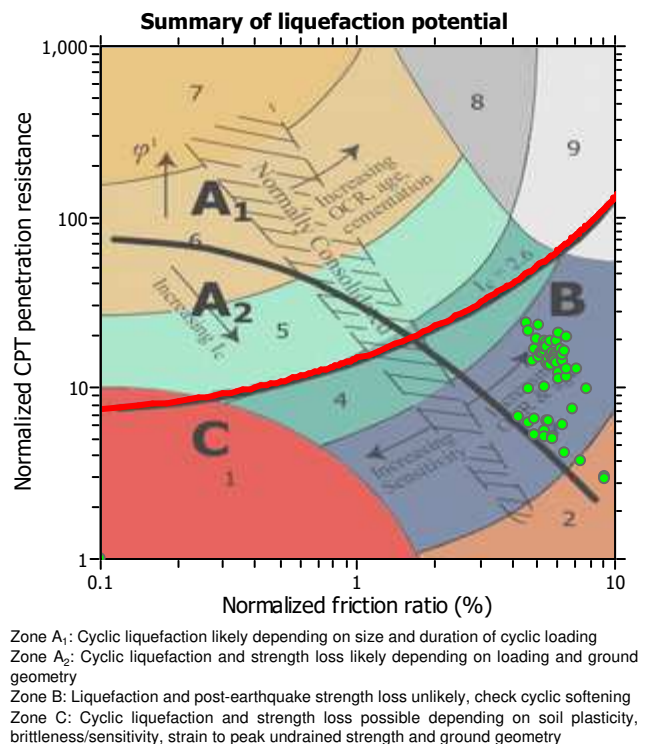 Summary of liquefaction potential
1,000
100
10
1
0.1
1
10
Normalized CPT penetration resistance
Normalized friction ratio (%)
7
8
9
φ'
A1
Increasing
OCR, age,
cementation
Normally Consolidated
6
A2
Increasing Ic
5
Ic = 2.6
B
4
C
1
Increasing
Sensitivity
2
Zone A1: Cyclic liquefaction likely depending on size and duration of cyclic loading
Zone A2: Cyclic liquefaction and strength loss likely depending on loading and ground
geometry
Zone B: Liquefaction and post-earthquake strength loss unlikely, check cyclic softening
Zone C: Cyclic liquefaction and strength loss possible depending on soil plasticity,
brittleness/sensitivity, strain to peak undrained strength and ground geometry